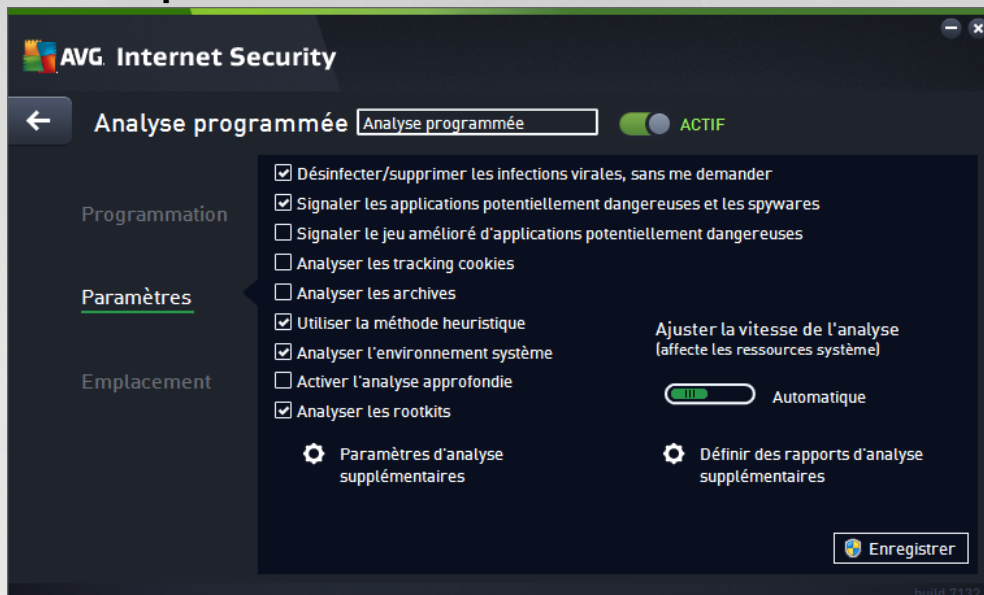 AVG. Internet Security
Analyse programmée
Analyse programmée
ACTIF
Programmation
Paramètres
Emplacement
Désinfecter/supprimer les infections virales, sans me demander
Signaler les applications potentiellement dangereuses et les spywares
Signaler le jeu amélioré d'applications potentiellement dangereuses
Analyser les tracking cookies
Analyser les archives
Utiliser la méthode heuristique
Analyser l'environnement système
Activer l'analyse approfondie
Analyser les rootkits
Ajuster la vitesse de l'analyse
(affecte les ressources système)
Automatique
Paramètres d'analyse
supplémentaires
Définir des rapports d'analyse
supplémentaires
Enregistrer
build 7132